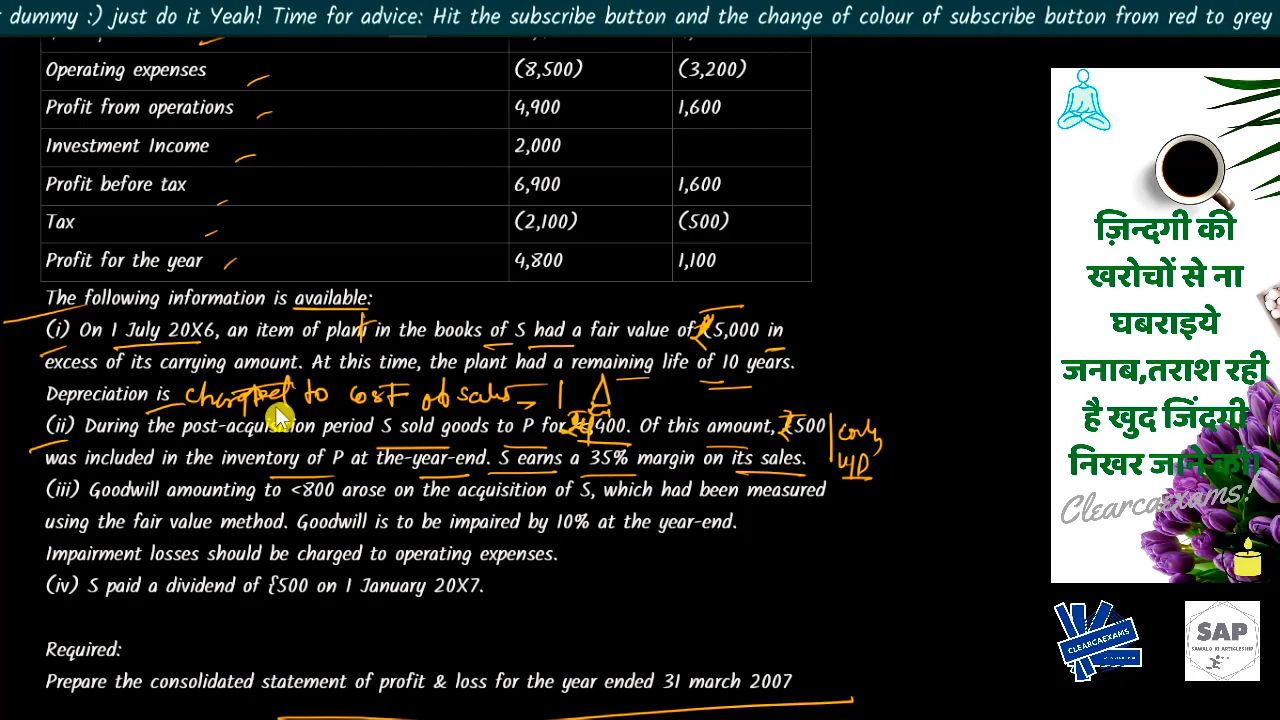 dummy :) just do it Yeah! Time for advice: Hit the subscribe button and the change of colour of subscribe button from red to grey
Operating expenses (8,500) (3,200)
Profit from operations 4,900 1,600
Investment Income 2,000
Profit before tax 6,900 1,600
Tax (2,100) (500)
Profit for the year 4,800 1,100
The following information is available:
(i) On 1 July 20X6, an item of plant in the books of S had a fair value of ₹5,000 in
excess of its carrying amount. At this time, the plant had a remaining life of 10 years.
Depreciation is charged to cost of sales
(ii) During the post-acquisition period S sold goods to P for 400. Of this amount, ₹500
was included in the inventory of P at the-year-end. S earns a 35% margin on its sales.
(iii) Goodwill amounting to <800 arose on the acquisition of S, which had been measured
using the fair value method. Goodwill is to be impaired by 10% at the year-end.
Impairment losses should be charged to operating expenses.
(iv) S paid a dividend of {500 on 1 January 20X7.
Required:
Prepare the consolidated statement of profit & loss for the year ended 31 march 2007
ज़िन्दगी की
खरोचों से ना
घबराइये
जनाब,तराश रही
है खुद जिंदगी
निखर जाने को।
Clearcaexams!
CLEARCAEXAMS
SAP
SAMALO KI ARTICLESHIP